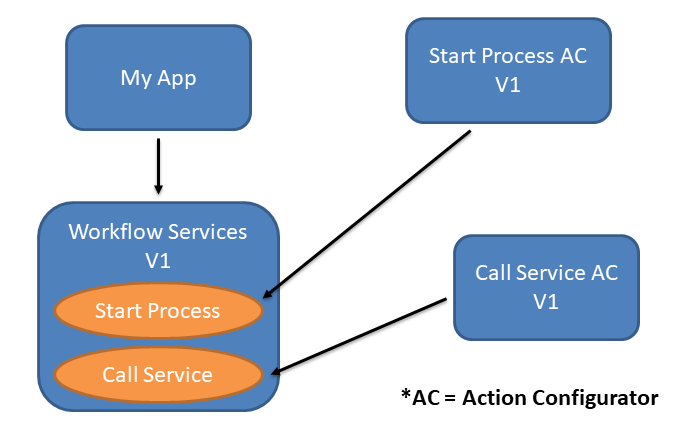 My App
Start Process AC
V1
Workflow Services
V1
Start Process
Call Service
Call Service AC
V1
*AC = Action Configurator